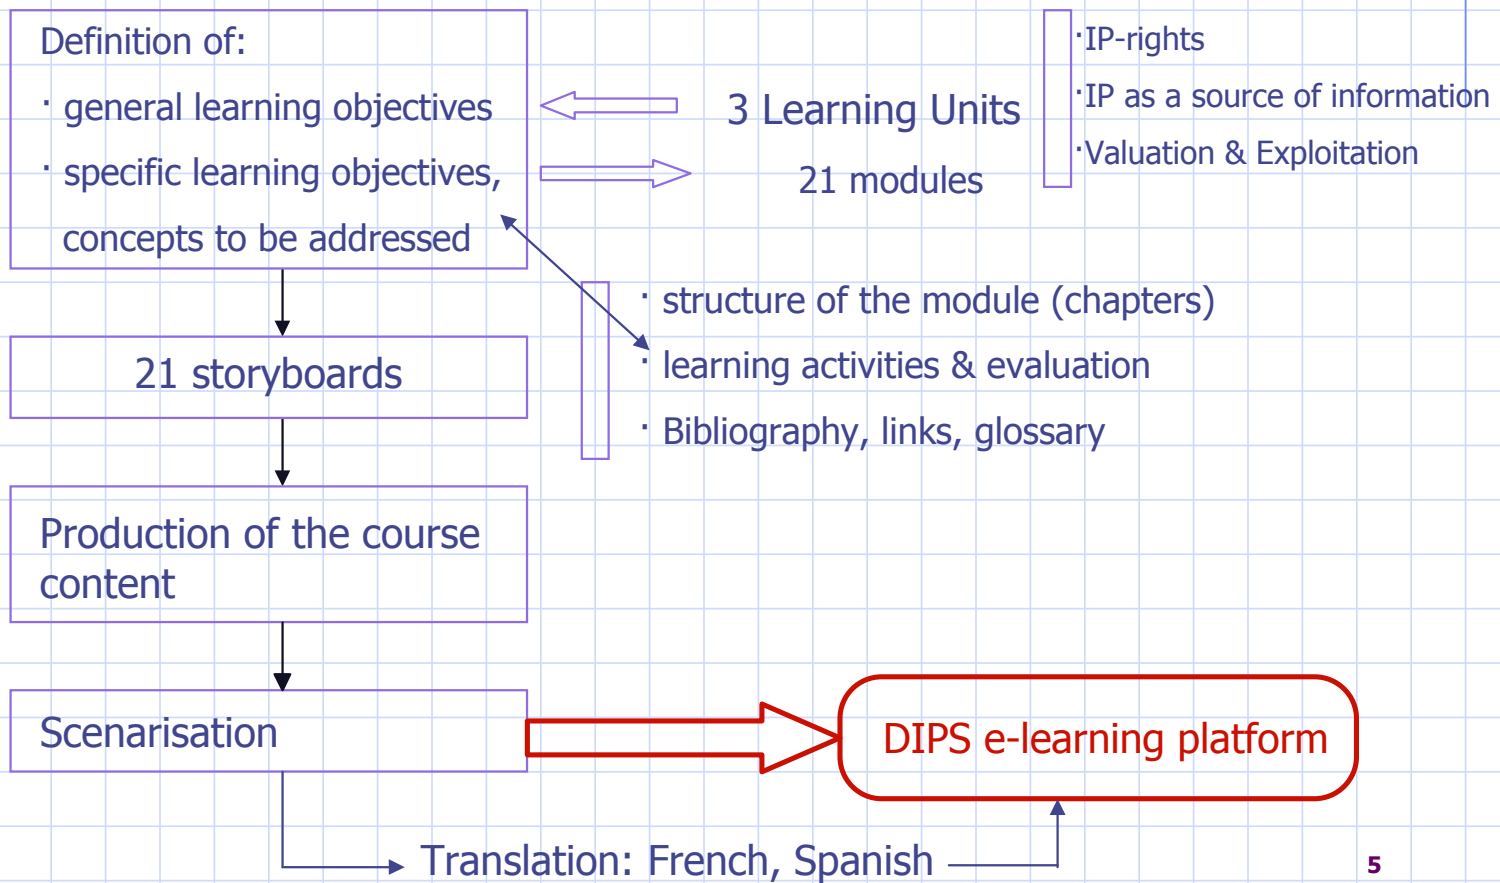 Definition of:
· general learning objectives
· specific learning objectives,
concepts to be addressed
3 Learning Units
21 modules
·IP-rights
·IP as a source of information
·Valuation & Exploitation
· structure of the module (chapters)
· learning activities & evaluation
· Bibliography, links, glossary
21 storyboards
Production of the course
content
Scenarisation
DIPS e-learning platform
Translation: French, Spanish
5